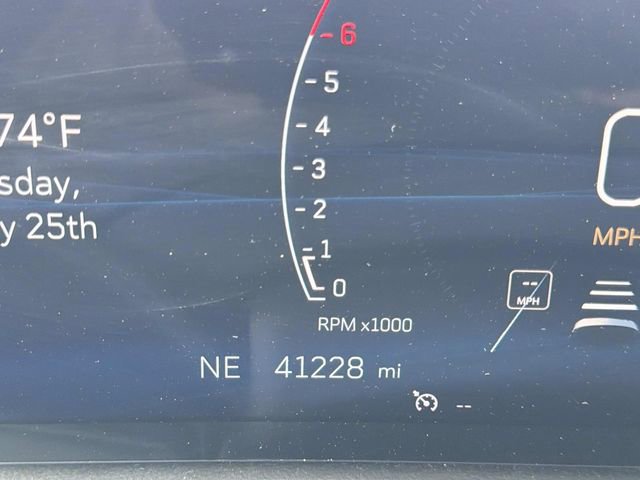 6
5
74°F
4
3
sday,
2
y 25th
MPH
1
0
--
MPH
RPM x1000
NE 41228 mi
--